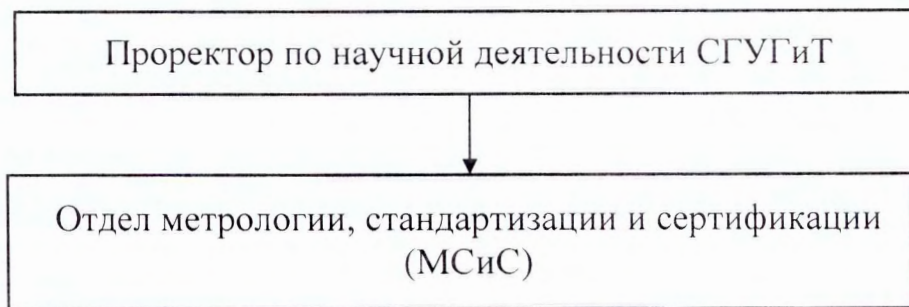 Проректор по научной деятельности СГУГиТ
Отдел метрологии, стандартизации и сертификации
(МСиС)